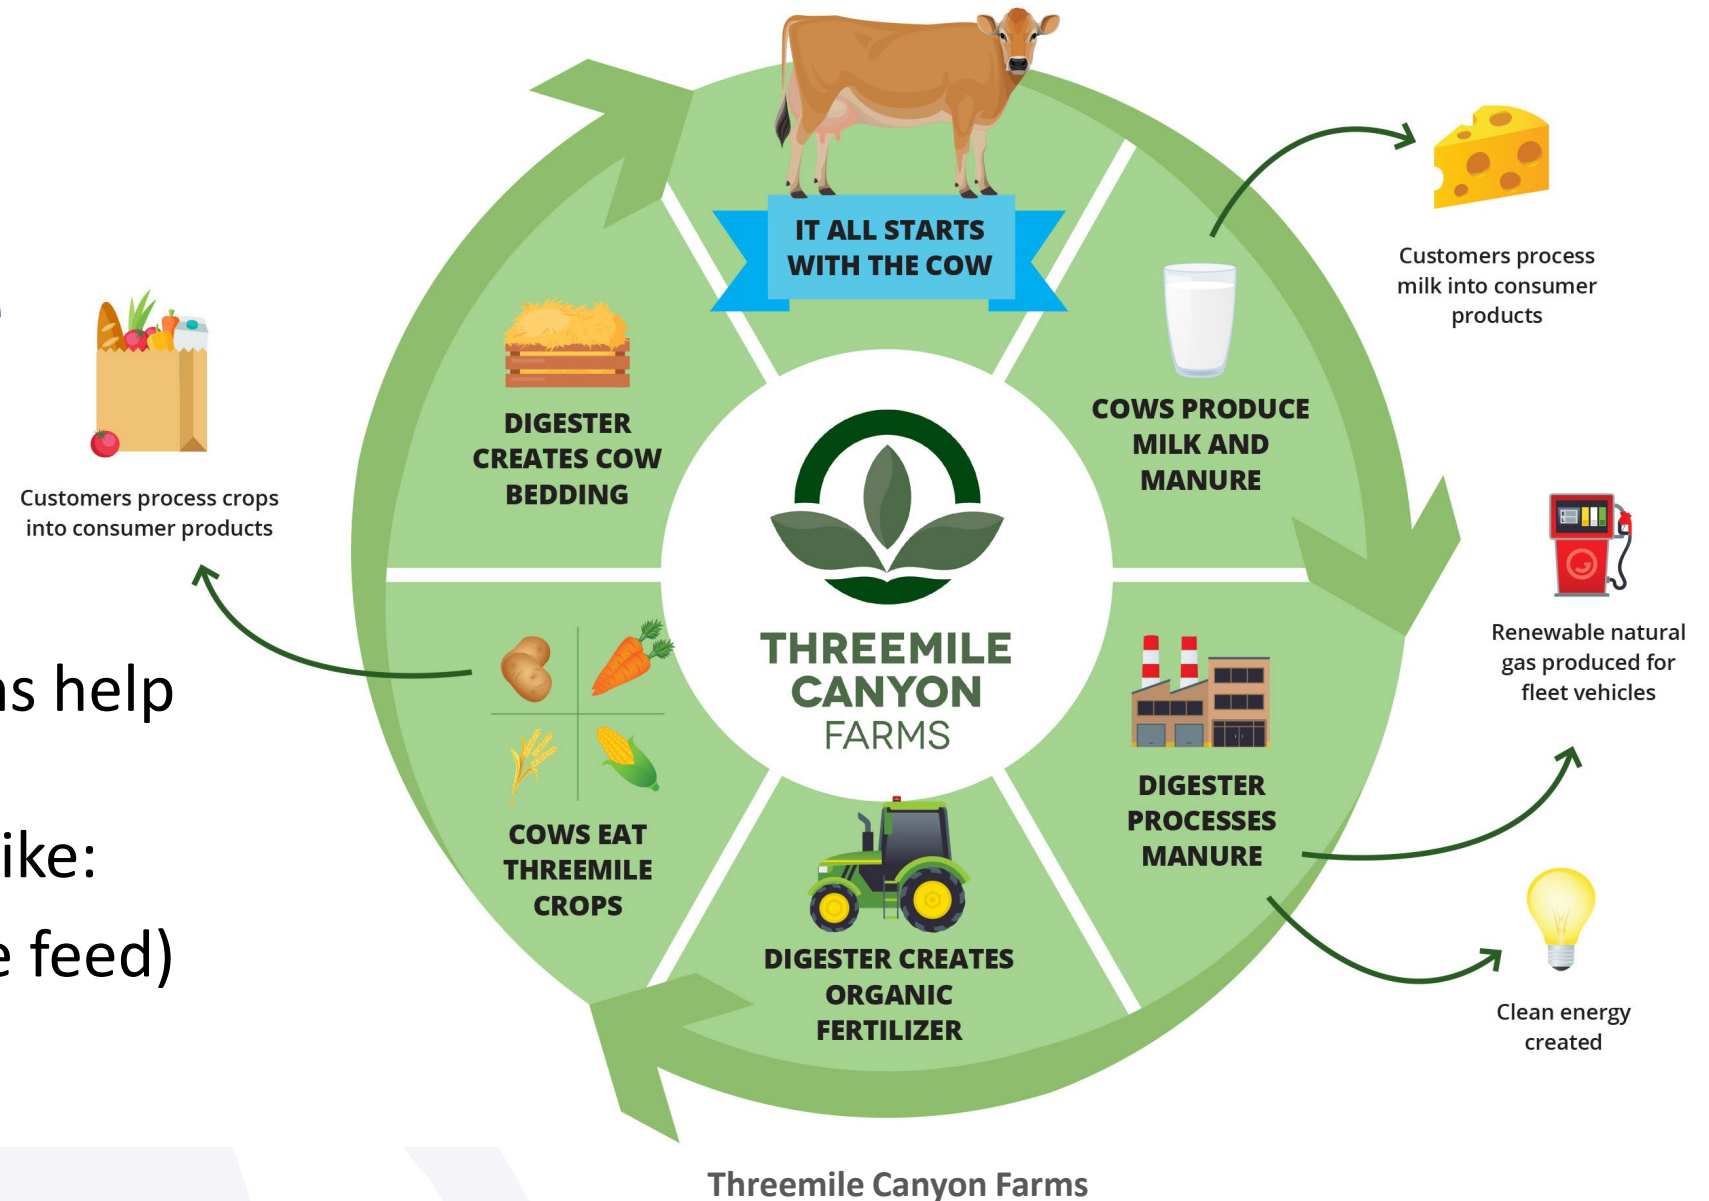 IT ALL STARTS
WITH THE COW
Customers process
milk into consumer
products
COWS PRODUCE
MILK AND
MANURE
Renewable natural
gas produced for
fleet vehicles
DIGESTER
PROCESSES
MANURE
Clean energy
created
DIGESTER CREATES
ORGANIC
FERTILIZER
COWS EAT
THREEMILE
CROPS
Customers process crops
into consumer products
DIGESTER
CREATES COW
BEDDING
THREEMILE
CANYON
FARMS
help
ike:
feed)
Threemile Canyon Farms